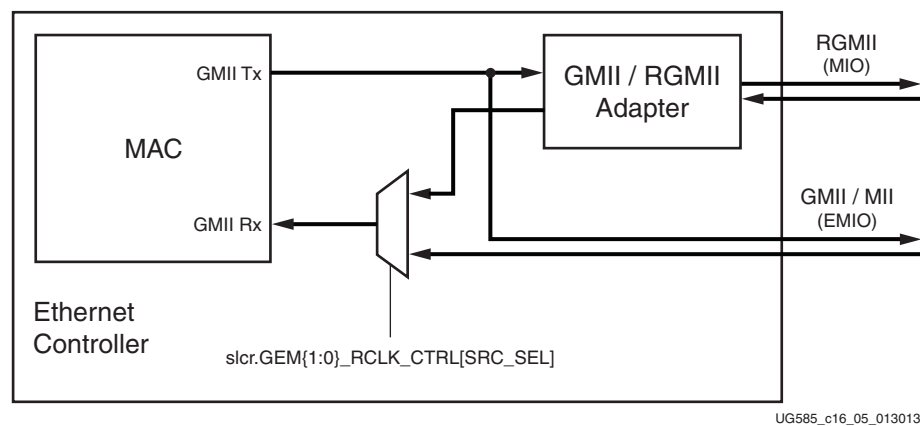 GMII Tx
GMII / RGMII
Adapter
RGMII
(MIO)
MAC
GMII Rx
GMII / MII
(EMIO)
Ethernet
Controller
slcr.GEM{1:0}_RCLK_CTRL[SRC_SEL]
UG585_c16_05_013013